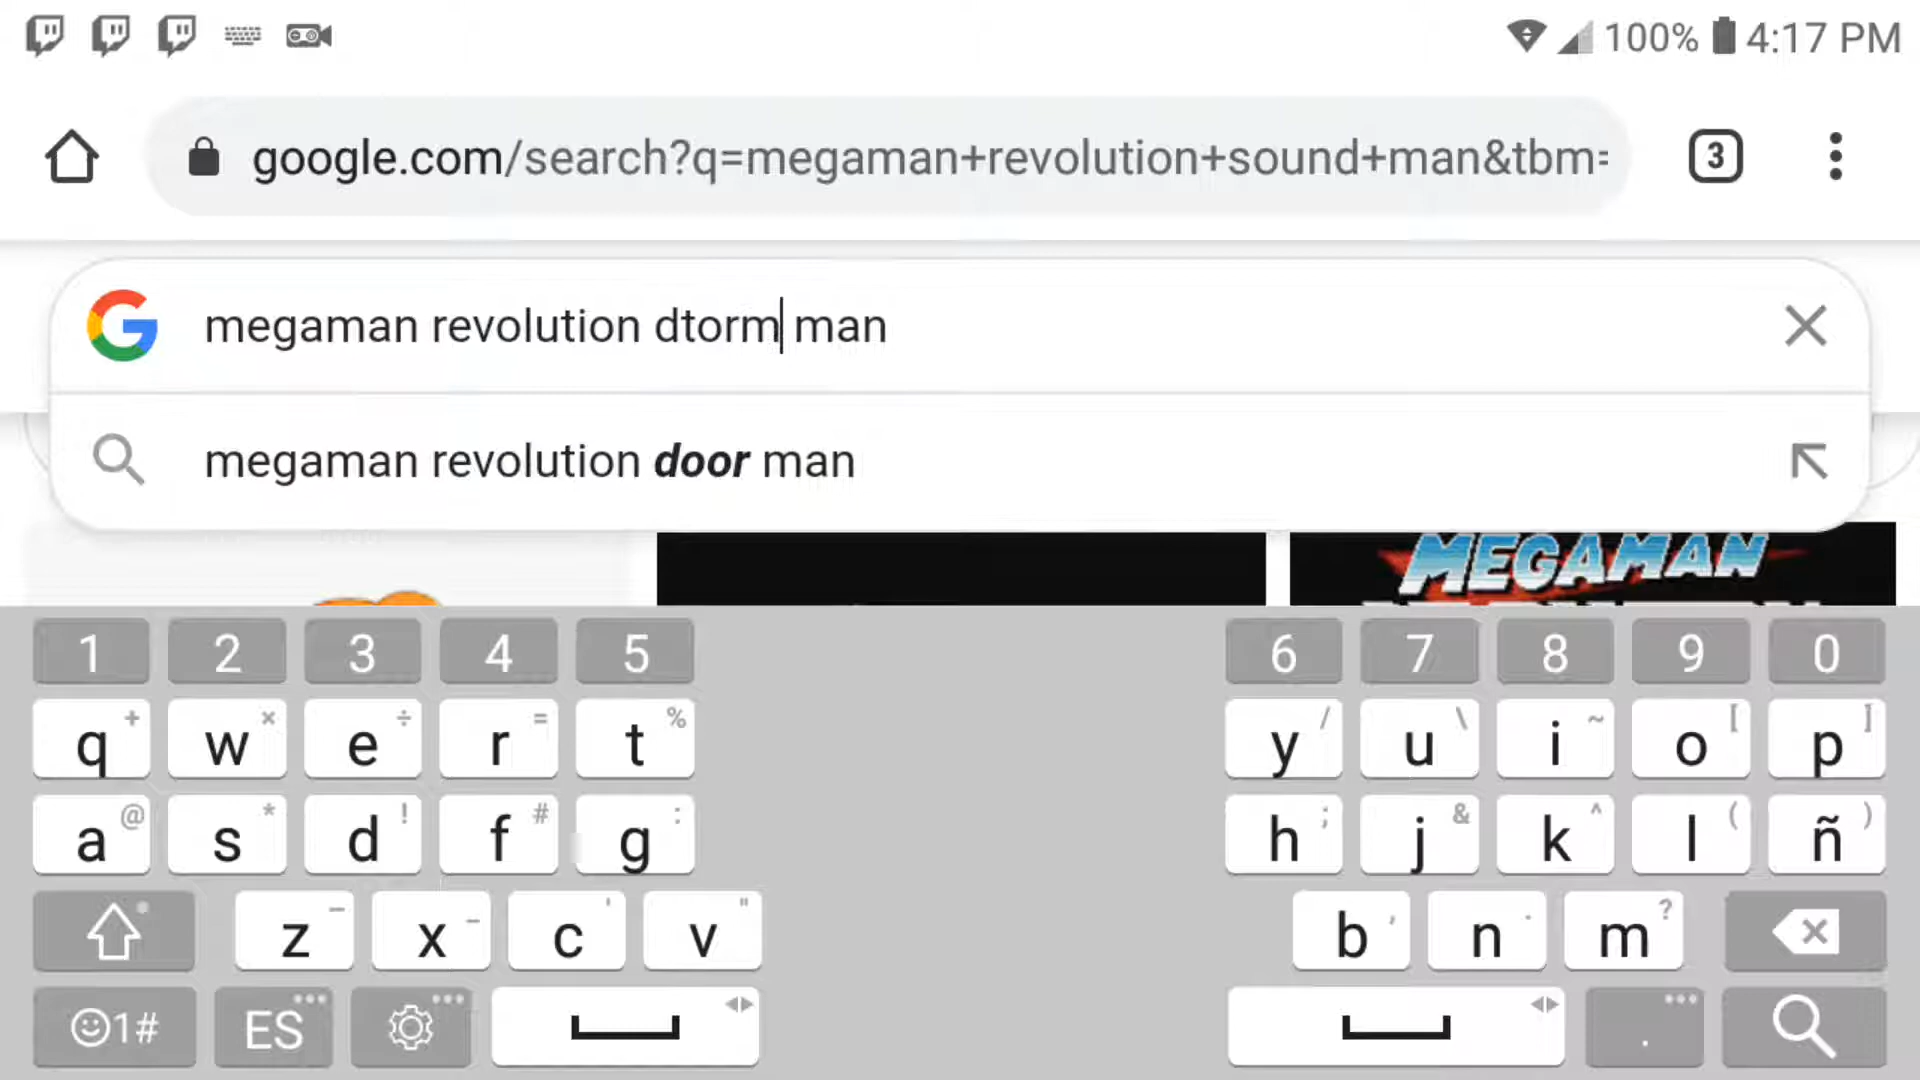 100% 4:17 PM
google.com/search?q=megaman+revolution+sound+man&tbm=
3
megaman revolution dtorm man
megaman revolution door man
MEGAMAN
1 2 3 4 5 6 7 8 9 0
q + w × e ÷ r = t % y / u \ i ~ o [ p ]
a @ s * d ! f # g : h ; j & k ^ l ( ñ )
z – x - c ' v " b , n . m ?
1# ES .